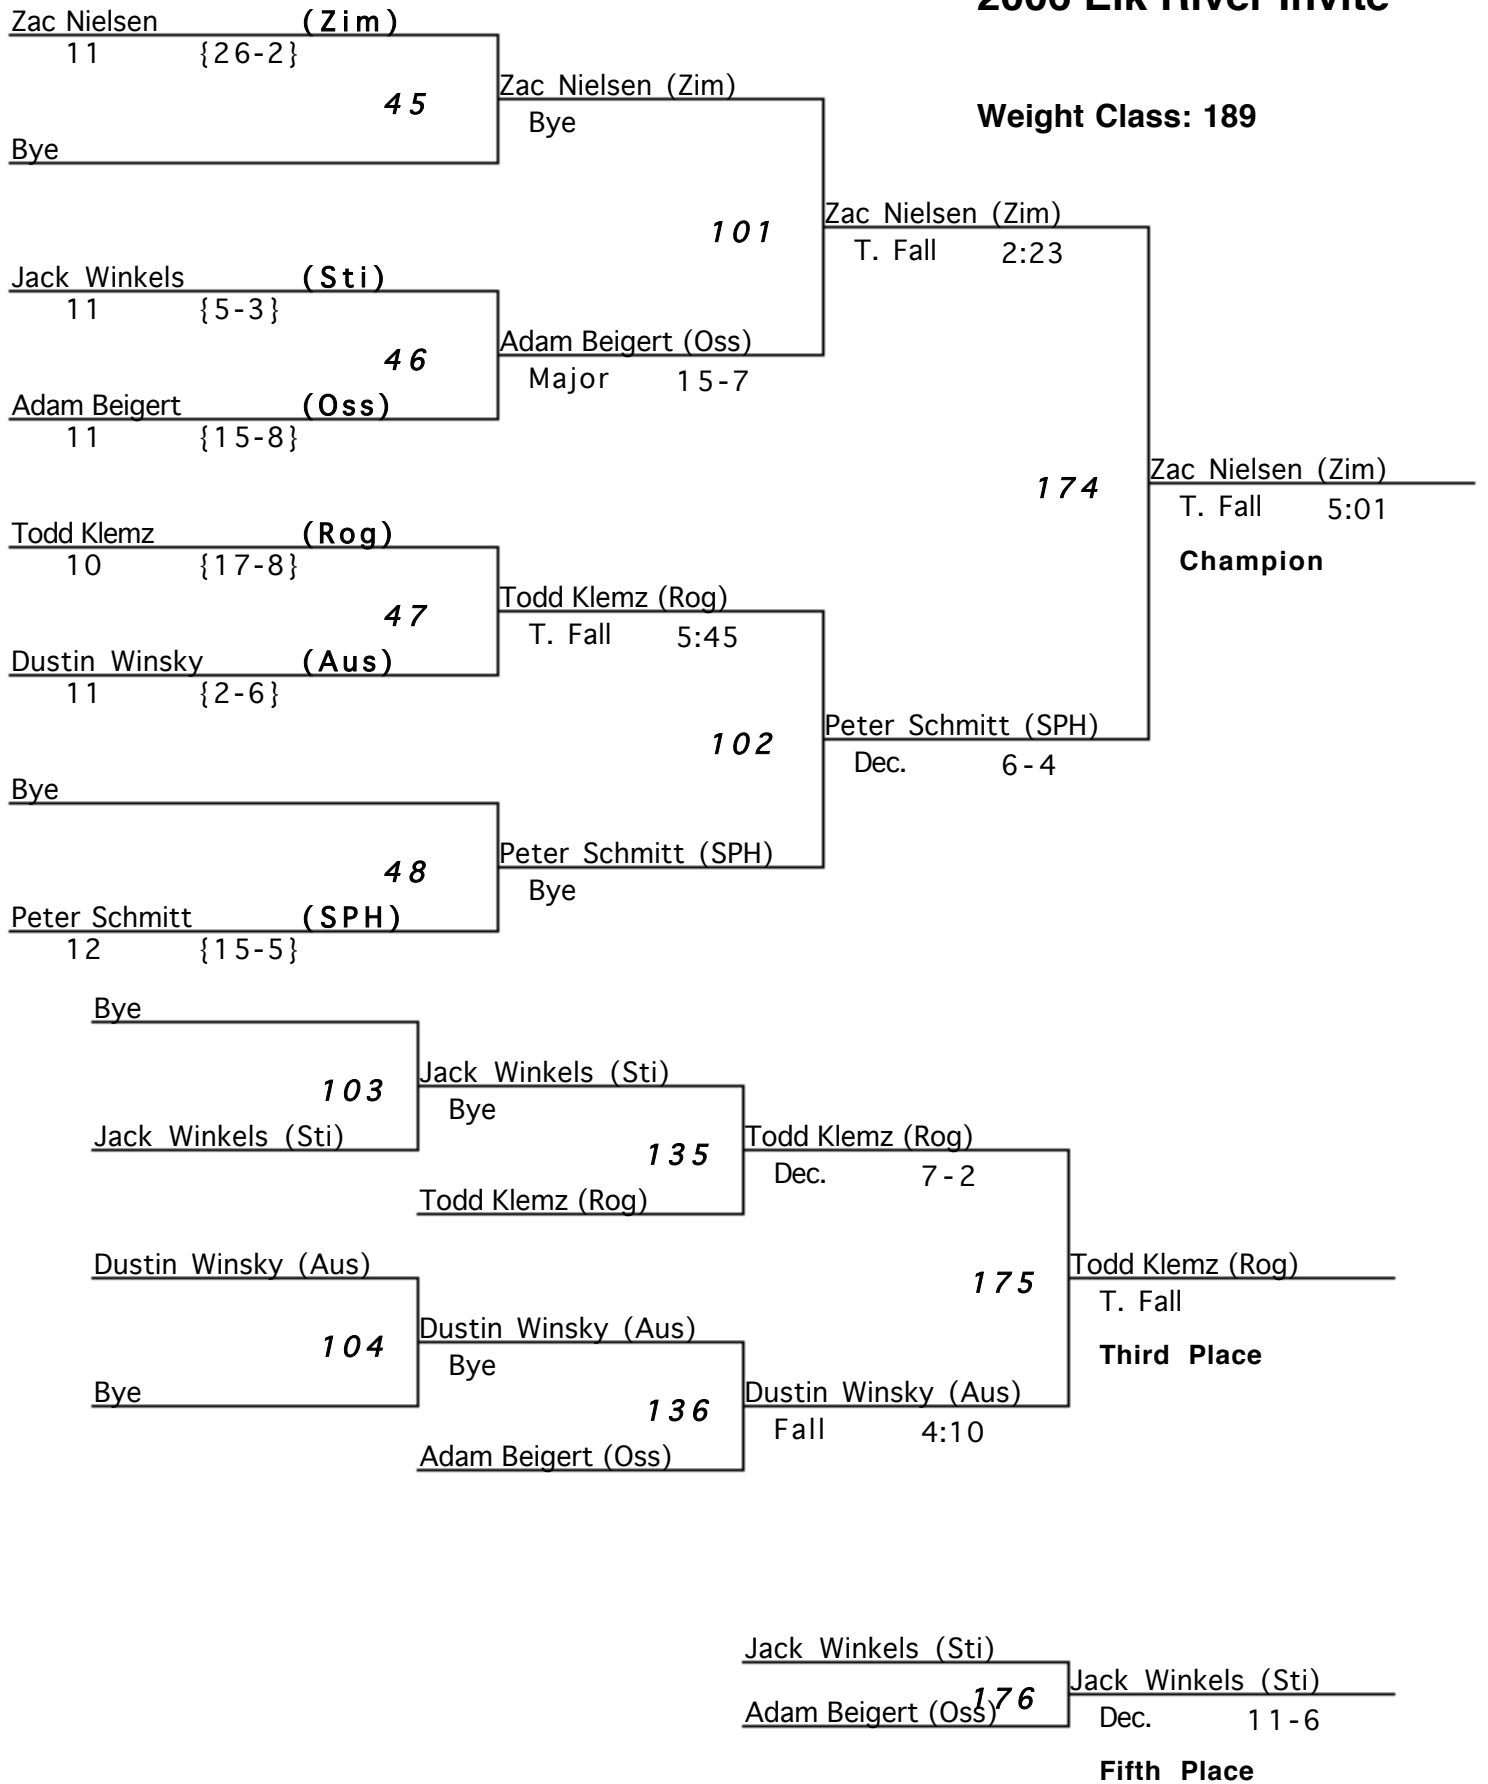 Elk River Invite
Zac Nielsen (Zim)
11 {26-2}
45
Bye
Zac Nielsen (Zim)
Bye
Weight Class: 189
101
Zac Nielsen (Zim)
T. Fall 2:23
Jack Winkels (Sti)
11 {5-3}
46
Adam Beigert (Oss)
11 {15-8}
Adam Beigert (Oss)
Major 15-7
174
Zac Nielsen (Zim)
T. Fall 5:01
Champion
Todd Klemz (Rog)
10 {17-8}
47
Dustin Winsky (Aus)
11 {2-6}
Todd Klemz (Rog)
T. Fall 5:45
102
Peter Schmitt (SPH)
Dec. 6-4
Bye
48
Peter Schmitt (SPH)
12 {15-5}
Peter Schmitt (SPH)
Bye
Bye
103
Jack Winkels (Sti)
Jack Winkels (Sti)
Bye
135
Todd Klemz (Rog)
Todd Klemz (Rog)
Dec. 7-2
Dustin Winsky (Aus)
104
Bye
Dustin Winsky (Aus)
Bye
136
Adam Beigert (Oss)
Dustin Winsky (Aus)
Fall 4:10
175
Todd Klemz (Rog)
T. Fall
Third Place
Jack Winkels (Sti)
176
Adam Beigert (Oss)
Jack Winkels (Sti)
Dec. 11-6
Fifth Place